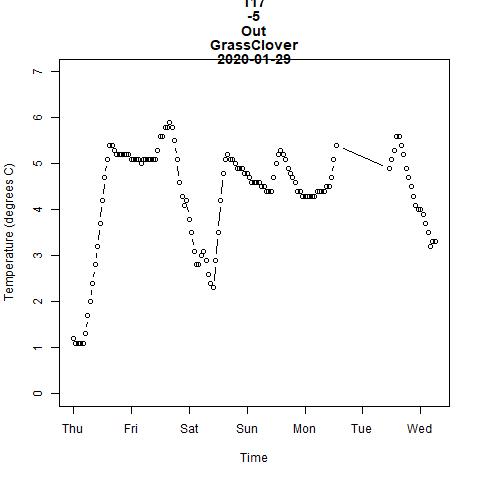 T17
-5
Out
GrassClover
2020-01-29
7
6
5
4
3
2
1
0
Temperature (degrees C)
Thu Fri Sat Sun Mon Tue Wed
Time